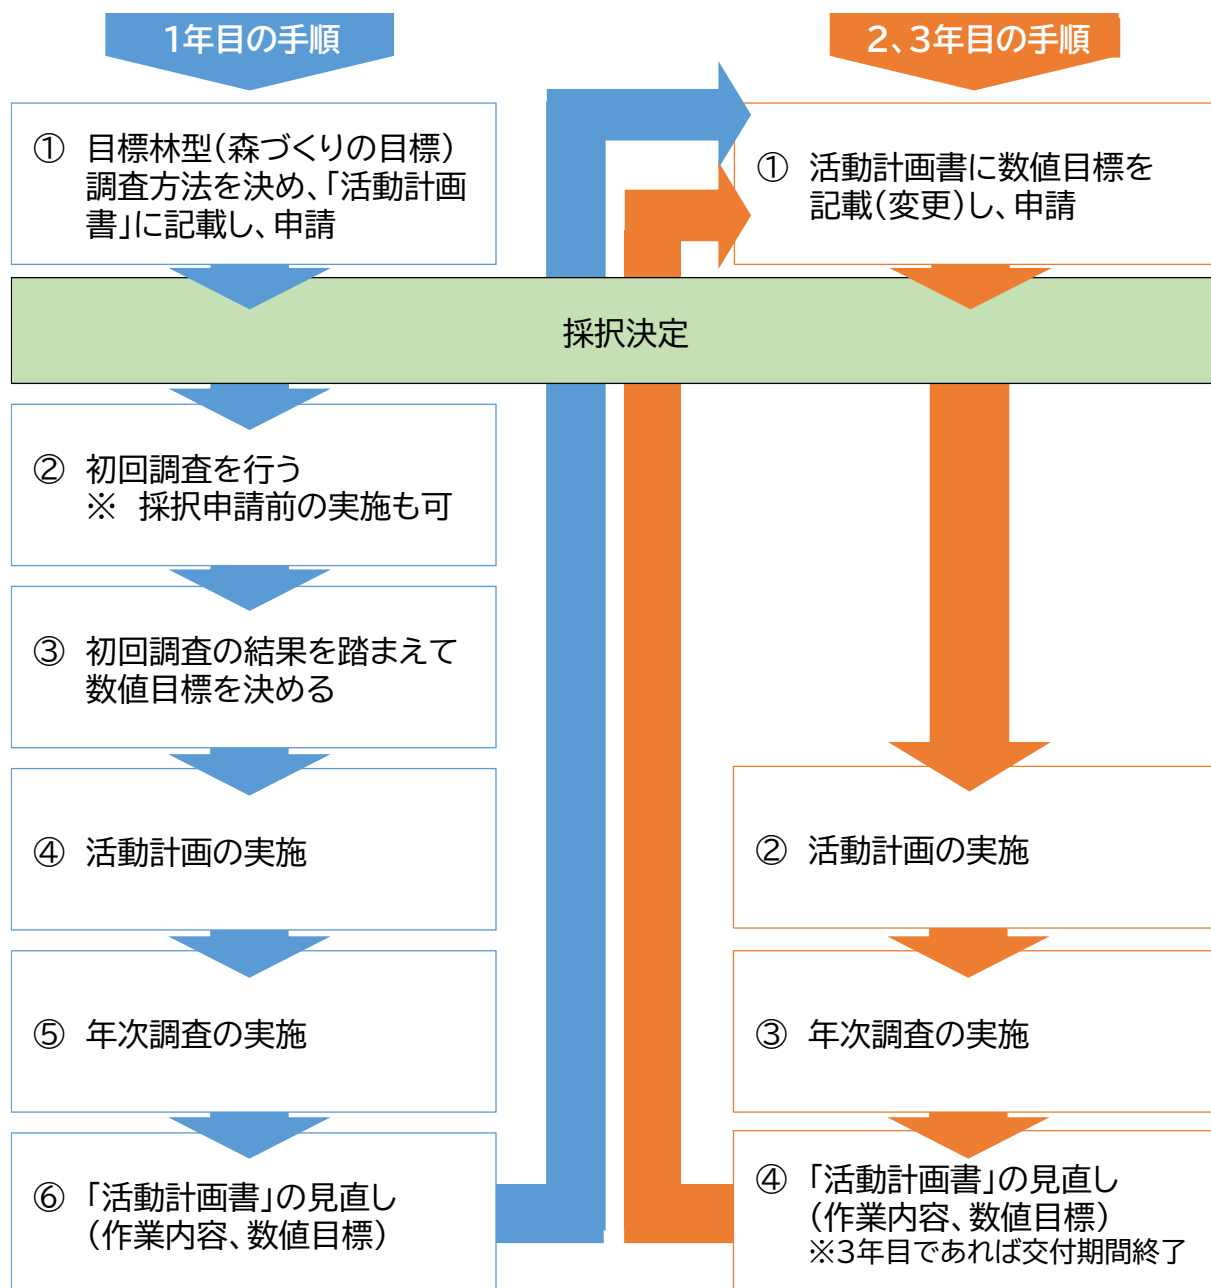 1年目の手順
① 目標林型(森づくりの目標)
調査方法を決め、「活動計画
書」に記載し、申請
採択決定
② 初回調査を行う
※ 採択申請前の実施も可
③ 初回調査の結果を踏まえて
数値目標を決める
④ 活動計画の実施
⑤ 年次調査の実施
⑥ 「活動計画書」の見直し
(作業内容、数値目標)
2、3年目の手順
① 活動計画書に数値目標を
記載(変更)し、申請
② 活動計画の実施
③ 年次調査の実施
④ 「活動計画書」の見直し
(作業内容、数値目標)
※3年目であれば交付期間終了